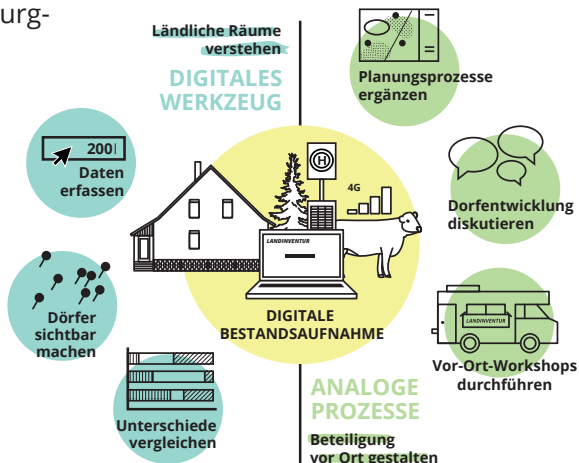 urg-
Ländliche Räume
verstehen
DIGITALES
WERKZEUG
Planungsprozesse
ergänzen
200
Daten
erfassen
H
4G
Dorfentwicklung
diskutieren
LANDINVENTUR
DIGITALE
BESTANDSAUFNAHME
Dörfer
sichtbar
machen
LANDINVENTUR
Vor-Ort-Workshops
durchführen
Unterschiede
vergleichen
ANALOGE
PROZESSE
Beteiligung
vor Ort gestalten